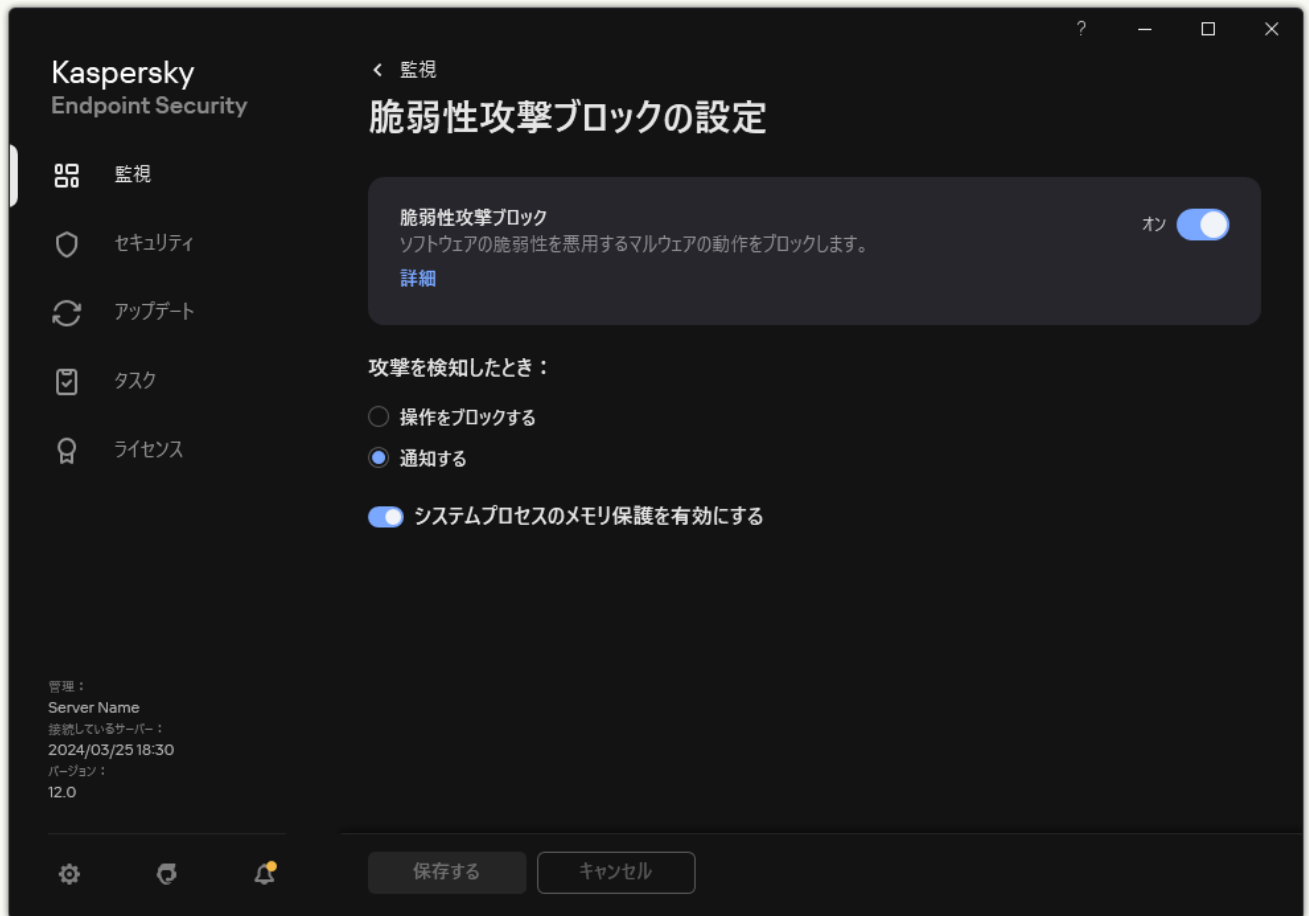 ?
Kaspersky
Endpoint Security
監視
セキュリティ
アップデート
タスク
ライセンス
管理：
Server Name
接続しているサーバー：
2024/03/25 18:30
バージョン：
12.0
監視
脆弱性攻撃ブロックの設定
脆弱性攻撃ブロック
ソフトウェアの脆弱性を悪用するマルウェアの動作をブロックします。
詳細
オン
攻撃を検知したとき：
操作をブロックする
通知する
システムプロセスのメモリ保護を有効にする
保存する
キャンセル